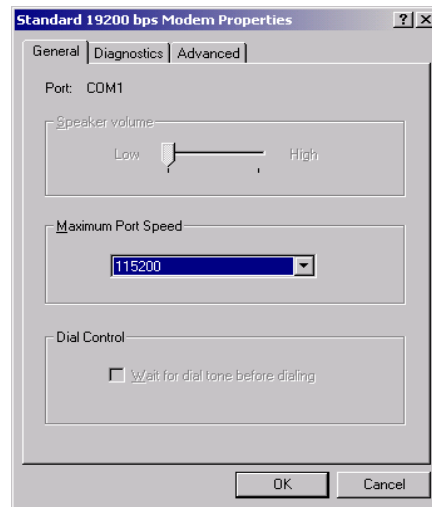 Standard 19200 bps Modem Properties ? ×
General Diagnostics Advanced
Port: COM1
Speaker volume
Low High
Maximum Port Speed
115200
Dial Control
Wait for dial tone before dialing
OK Cancel